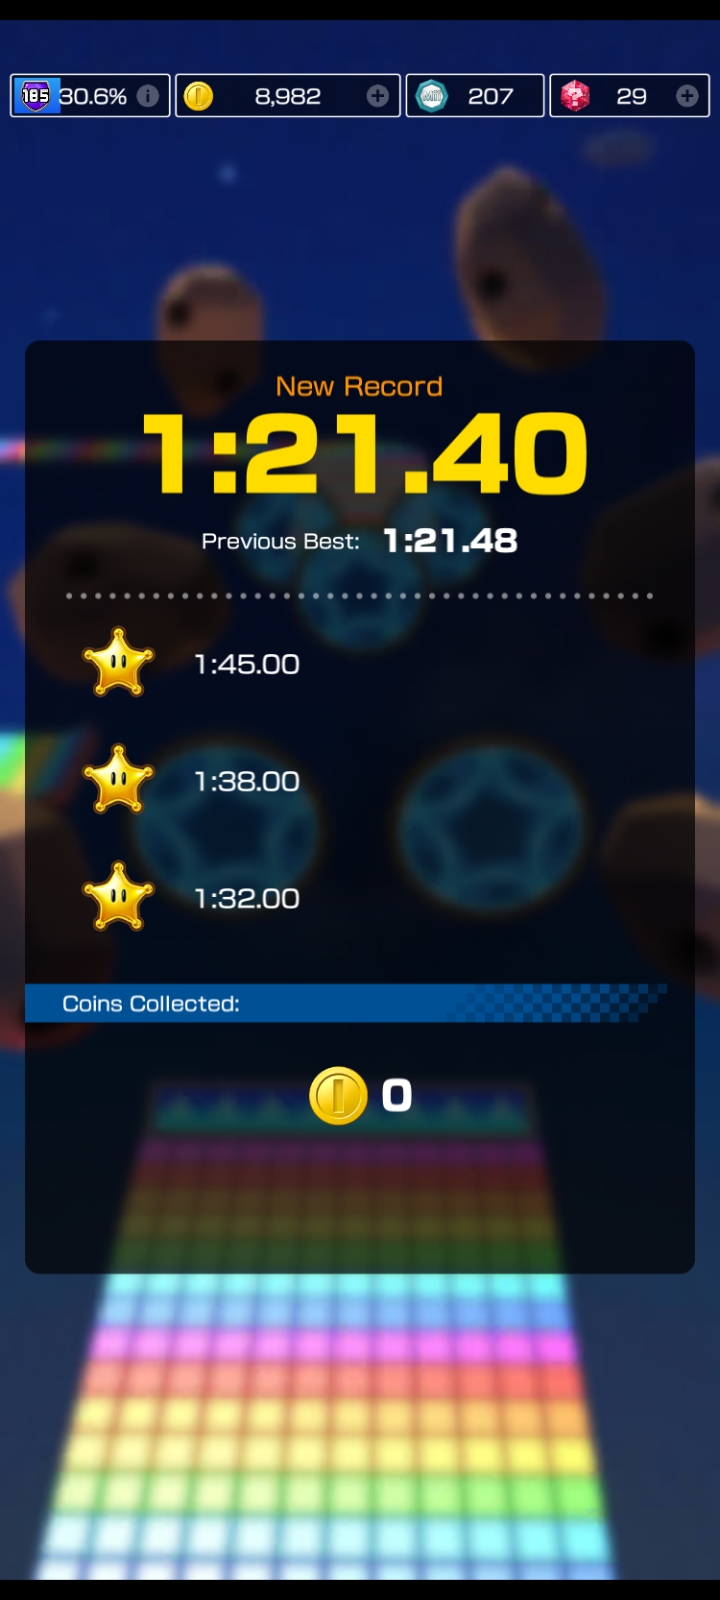 185 30.6% i 8,982 + Mii 207 ? 29 +
New Record
1:21.40
Previous Best: 1:21.48
1:45.00
1:38.00
1:32.00
Coins Collected:
0